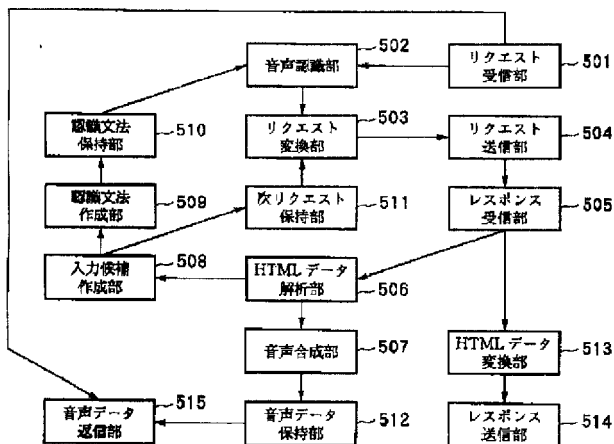 502
音声認識部
リクエスト
受信部
501
認識文法
保持部
510
リクエスト
変換部
503
リクエスト
送信部
504
認識文法
作成部
509
次リクエスト
保持部
511
レスポンス
受信部
505
入力候補
作成部
508
HTMLデータ
解析部
506
音声合成部
507
HTMLデータ
変換部
513
音声データ
返信部
515
音声データ
保持部
512
レスポンス
送信部
514